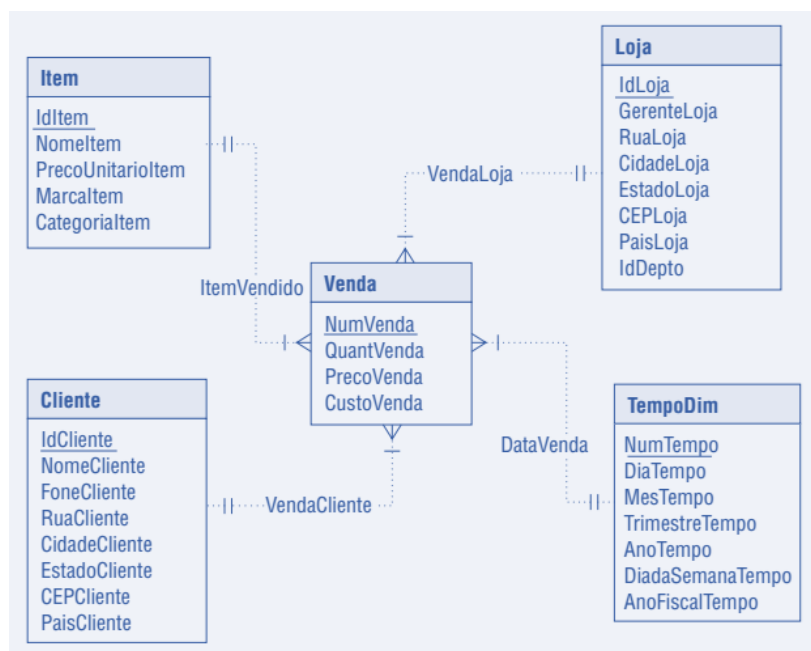 Item
IdItem
NomeItem
PrecoUnitarioItem
MarcaItem
CategoriaItem
Loja
IdLoja
GerenteLoja
RuaLoja
CidadeLoja
EstadoLoja
CEPLoja
PaisLoja
IdDepto
VendaLoja
ItemVendido
Venda
NumVenda
QuantVenda
PrecoVenda
CustoVenda
Cliente
IdCliente
NomeCliente
FoneCliente
RuaCliente
CidadeCliente
EstadoCliente
CEPCliente
PaisCliente
VendaCliente
DataVenda
TempoDim
NumTempo
DiaTempo
MesTempo
TrimestreTempo
AnoTempo
DiadaSemanaTempo
AnoFiscalTempo